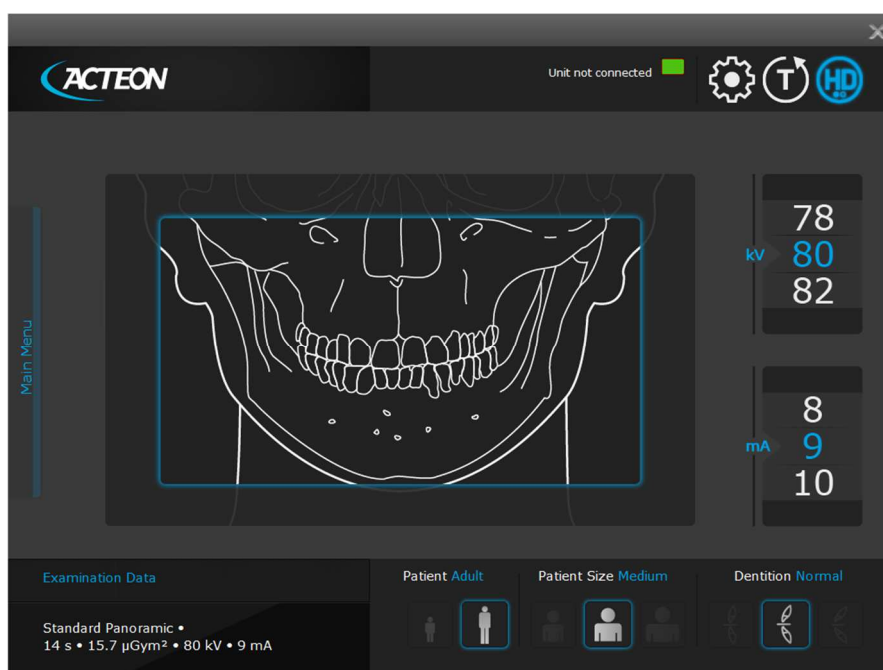 ACTEON
Unit not connected
T
HD
Main Menu
78
kV 80
82
8
mA 9
10
Examination Data
Standard Panoramic •
14 s • 15.7 μGym² • 80 kV • 9 mA
Patient Adult
Patient Size Medium
Dentition Normal